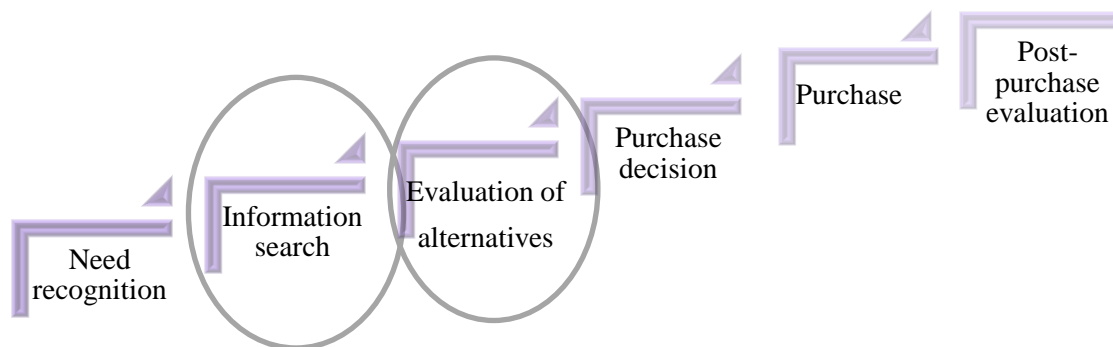 Need
recognition
Information
search
Evaluation of
alternatives
Purchase
decision
Purchase
Post-
purchase
evaluation